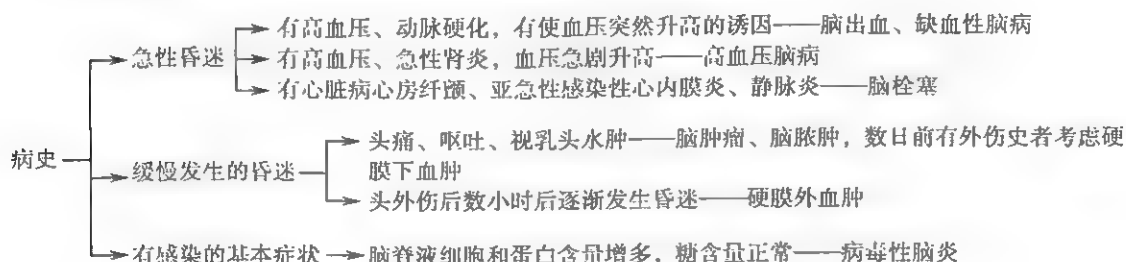 有高血压、动脉硬化，有使血压突然升高的诱因——脑出血、缺血性脑病
急性昏迷
有高血压、急性肾炎，血压急剧升高——高血压脑病
有心脏病心房纤颤、亚急性感染性心内膜炎、静脉炎——脑栓塞
头痛、呕吐、视乳头水肿——脑肿瘤、脑脓肿，数日前有外伤史者考虑硬
病史
缓慢发生的昏迷
膜下血肿
头外伤后数小时后逐渐发生昏迷——硬膜外血肿
有感染的基本症状
脑脊液细胞和蛋白含量增多，糖含量正常——病毒性脑炎